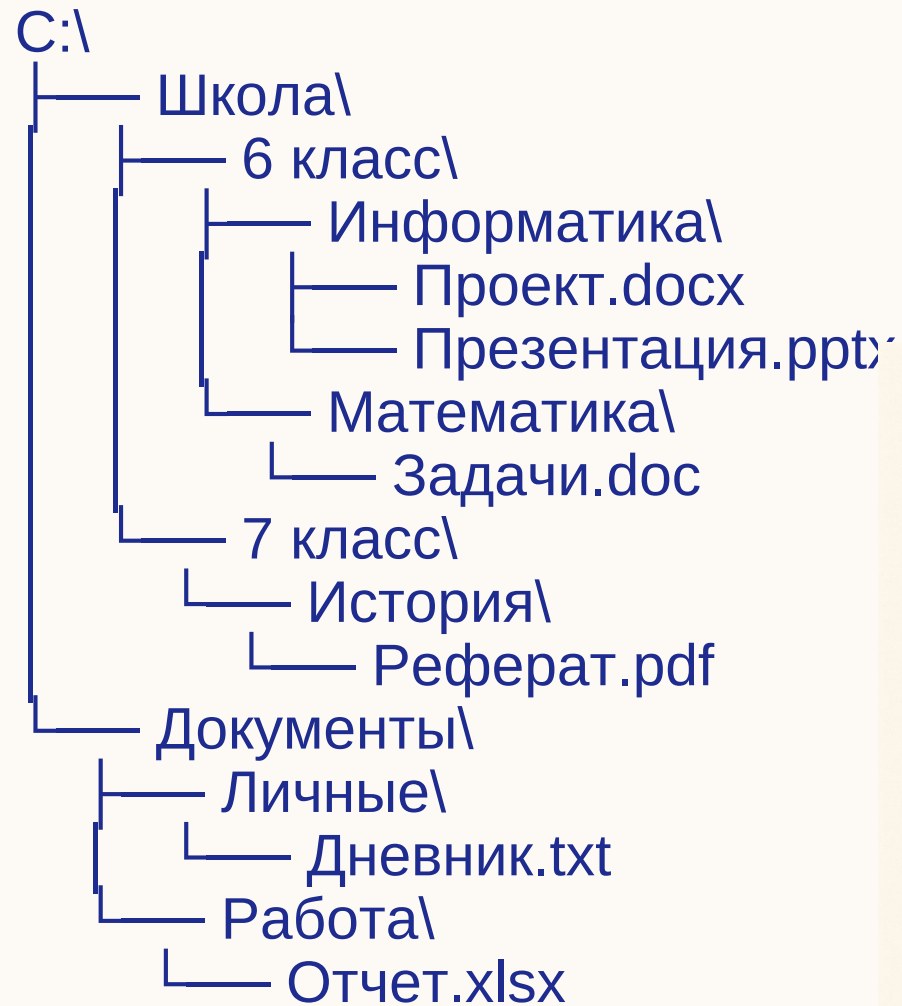 C:\
Школа\
6 класс\
Информатика\
Проект.docx
Презентация.pptx
Математика\
Задачи.doc
7 класс\
История\
Реферат.pdf
Документы\
Личные\
Дневник.txt
Работа\
Отчет.xlsx